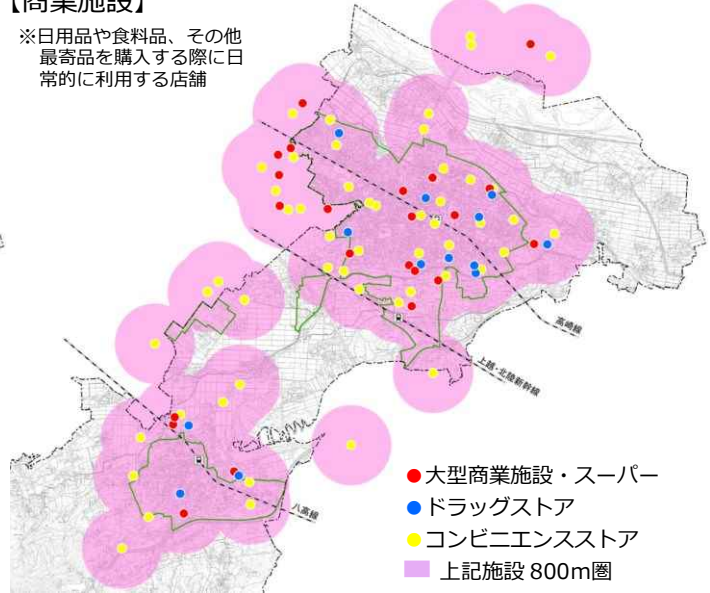 【商業施設】
※日用品や食料品、その他
最寄品を購入する際に日
常的に利用する店舗
高崎線
上越・北陸新幹線
八高線
●大型商業施設・スーパー
●ドラッグストア
●コンビニエンスストア
上記施設 800m圏